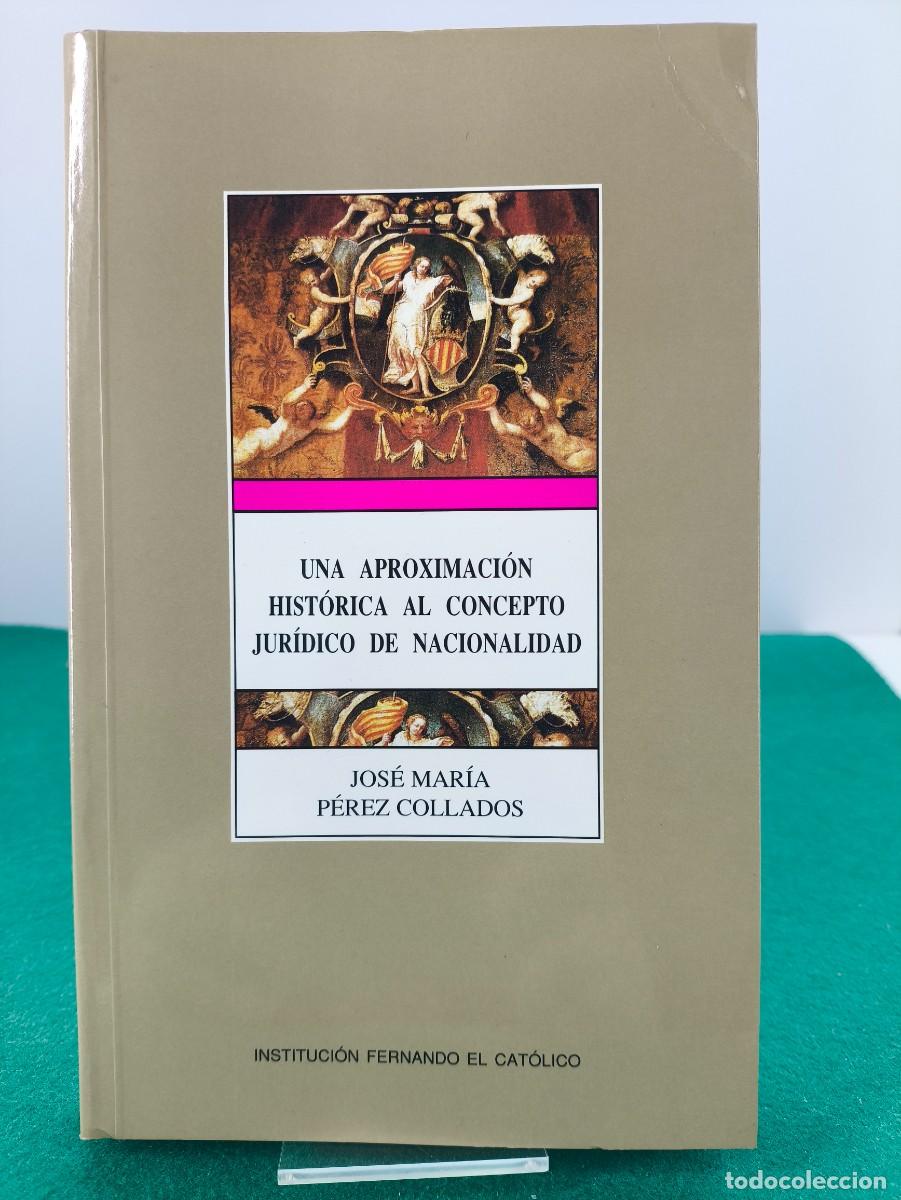 UNA APROXIMACIÓN
HISTÓRICA AL CONCEPTO
JURÍDICO DE NACIONALIDAD
JOSÉ MARÍA
PÉREZ COLLADOS
INSTITUCIÓN FERNANDO EL CATÓLICO
todocoleccion